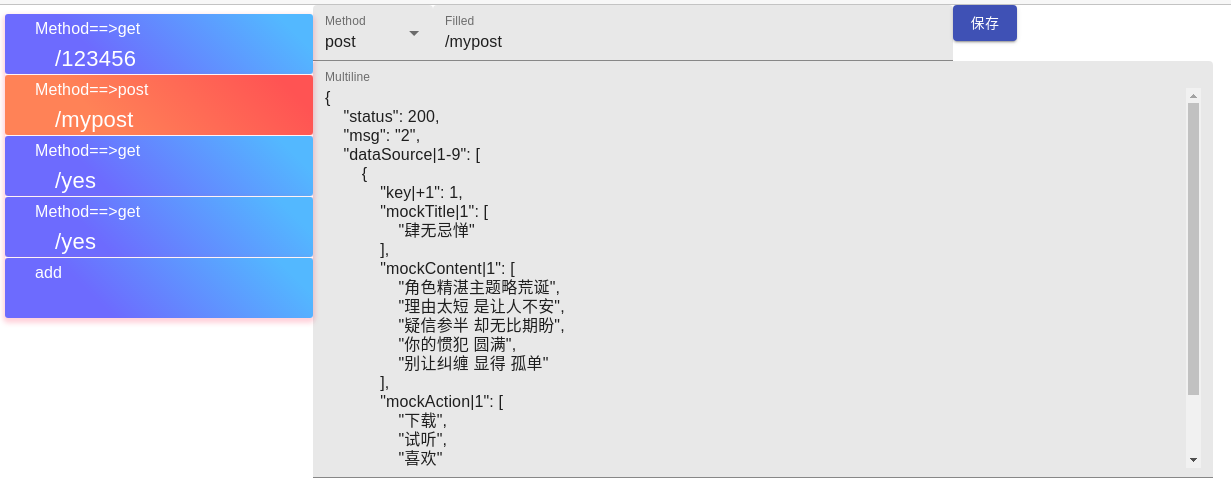 Method==>get
/123456
Method==>post
/mypost
Method==>get
/yes
Method==>get
/yes
add
Method
post
Filled
/mypost
保存
Multiline
{
"status": 200,
"msg": "2",
"dataSource|1-9": [
{
"key|+1": 1,
"mockTitle|1": [
"肆无忌惮"
],
"mockContent|1": [
"角色精湛主题略荒诞",
"理由太短 是让人不安",
"疑信参半 却无比期盼",
"你的惯犯 圆满",
"别让纠缠 显得 孤单"
],
"mockAction|1": [
"下载",
"试听",
"喜欢"